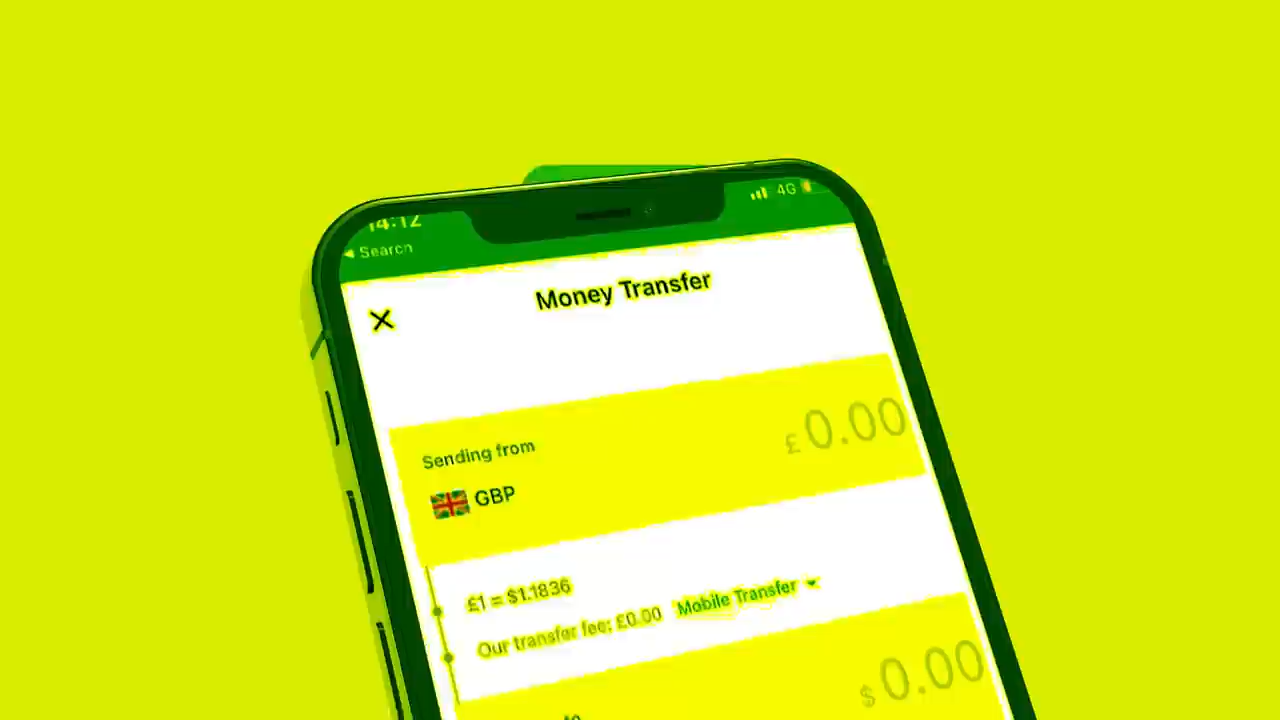 14:12
4G
Search
Money Transfer
£0.00
Sending from
GBP
£1 = $1.1836
Our transfer fee: £0.00 Mobile Transfer
$0.00